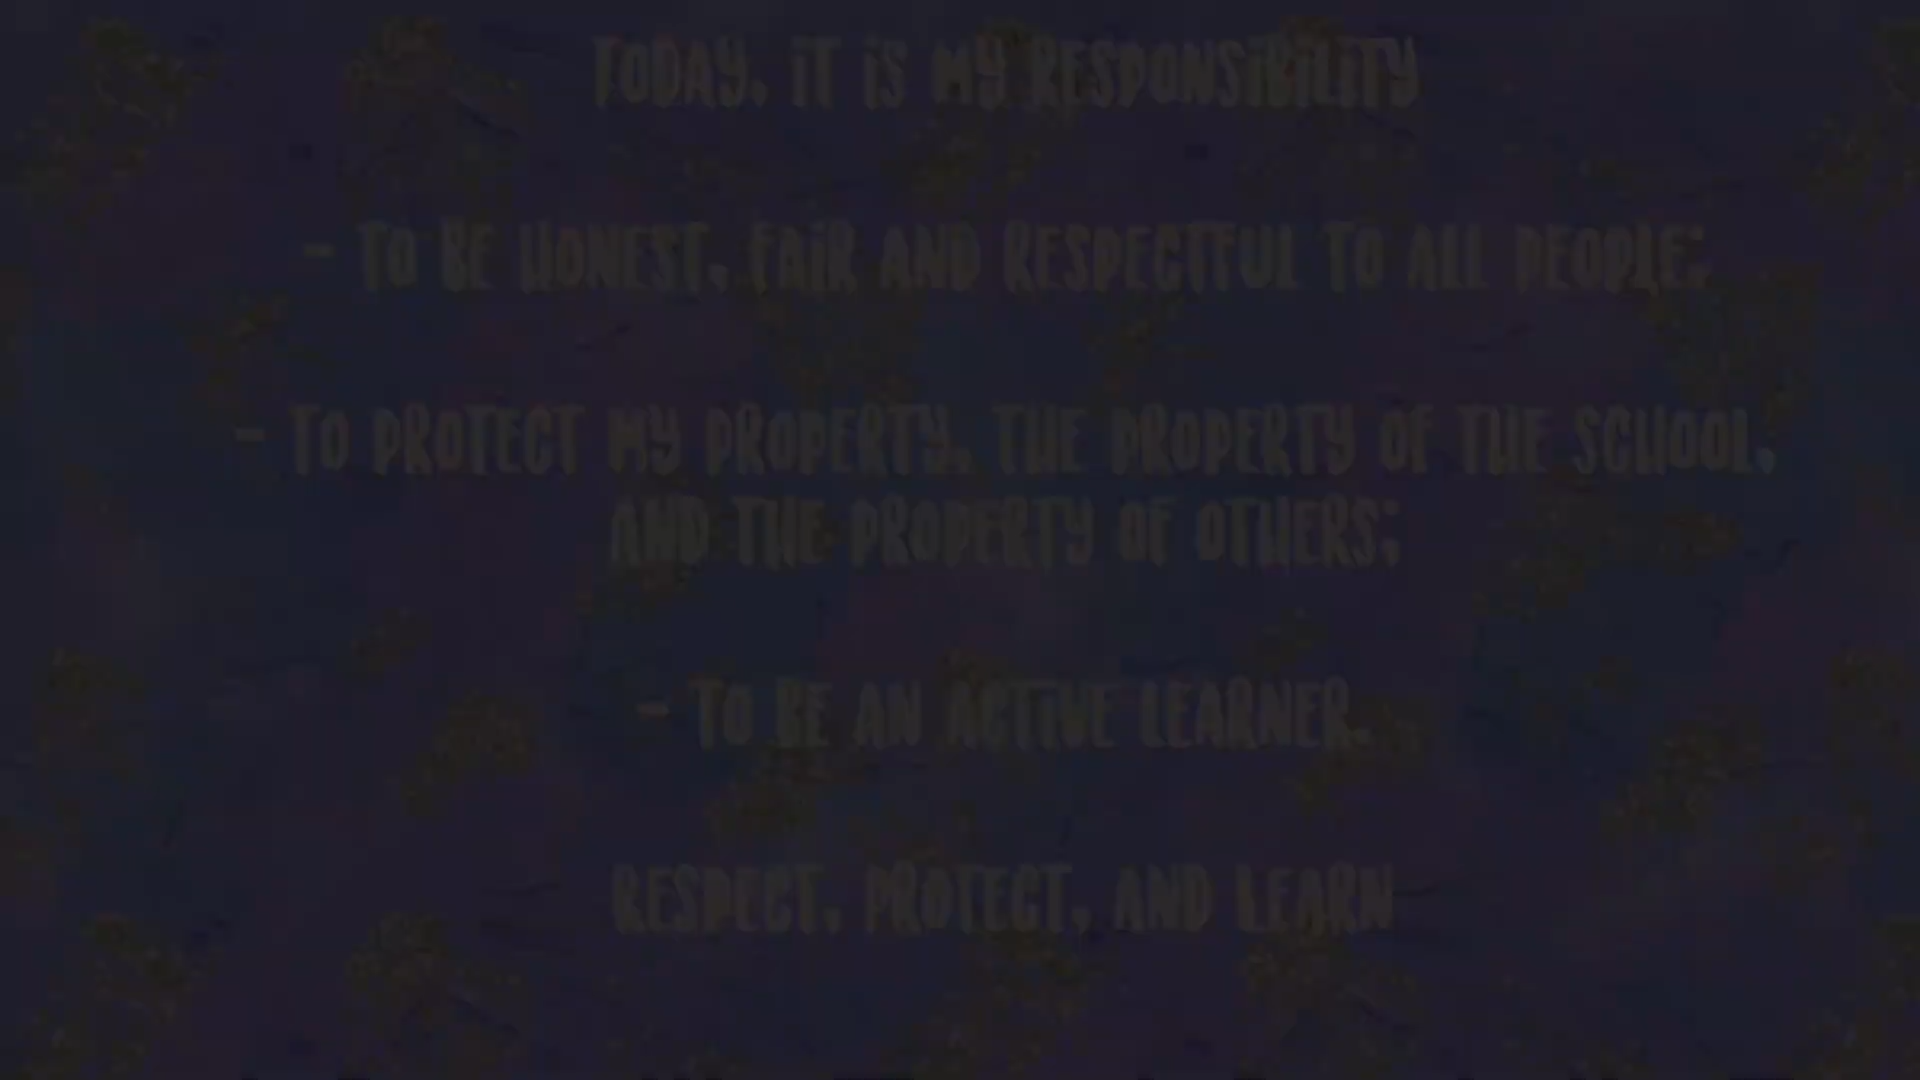 TODAY, iT iS MY RESPONSiBiLiTY
- TO BE HONEST, FAiR AND RESPECTFUL TO ALL PEOPLE;
- TO PROTECT MY PROPERTY, THE PROPERTY OF THE SCHOOL,
AND THE PROPERTY OF OTHERS;
- TO BE AN ACTiVE LEARNER.
RESPECT, PROTECT, AND LEARN